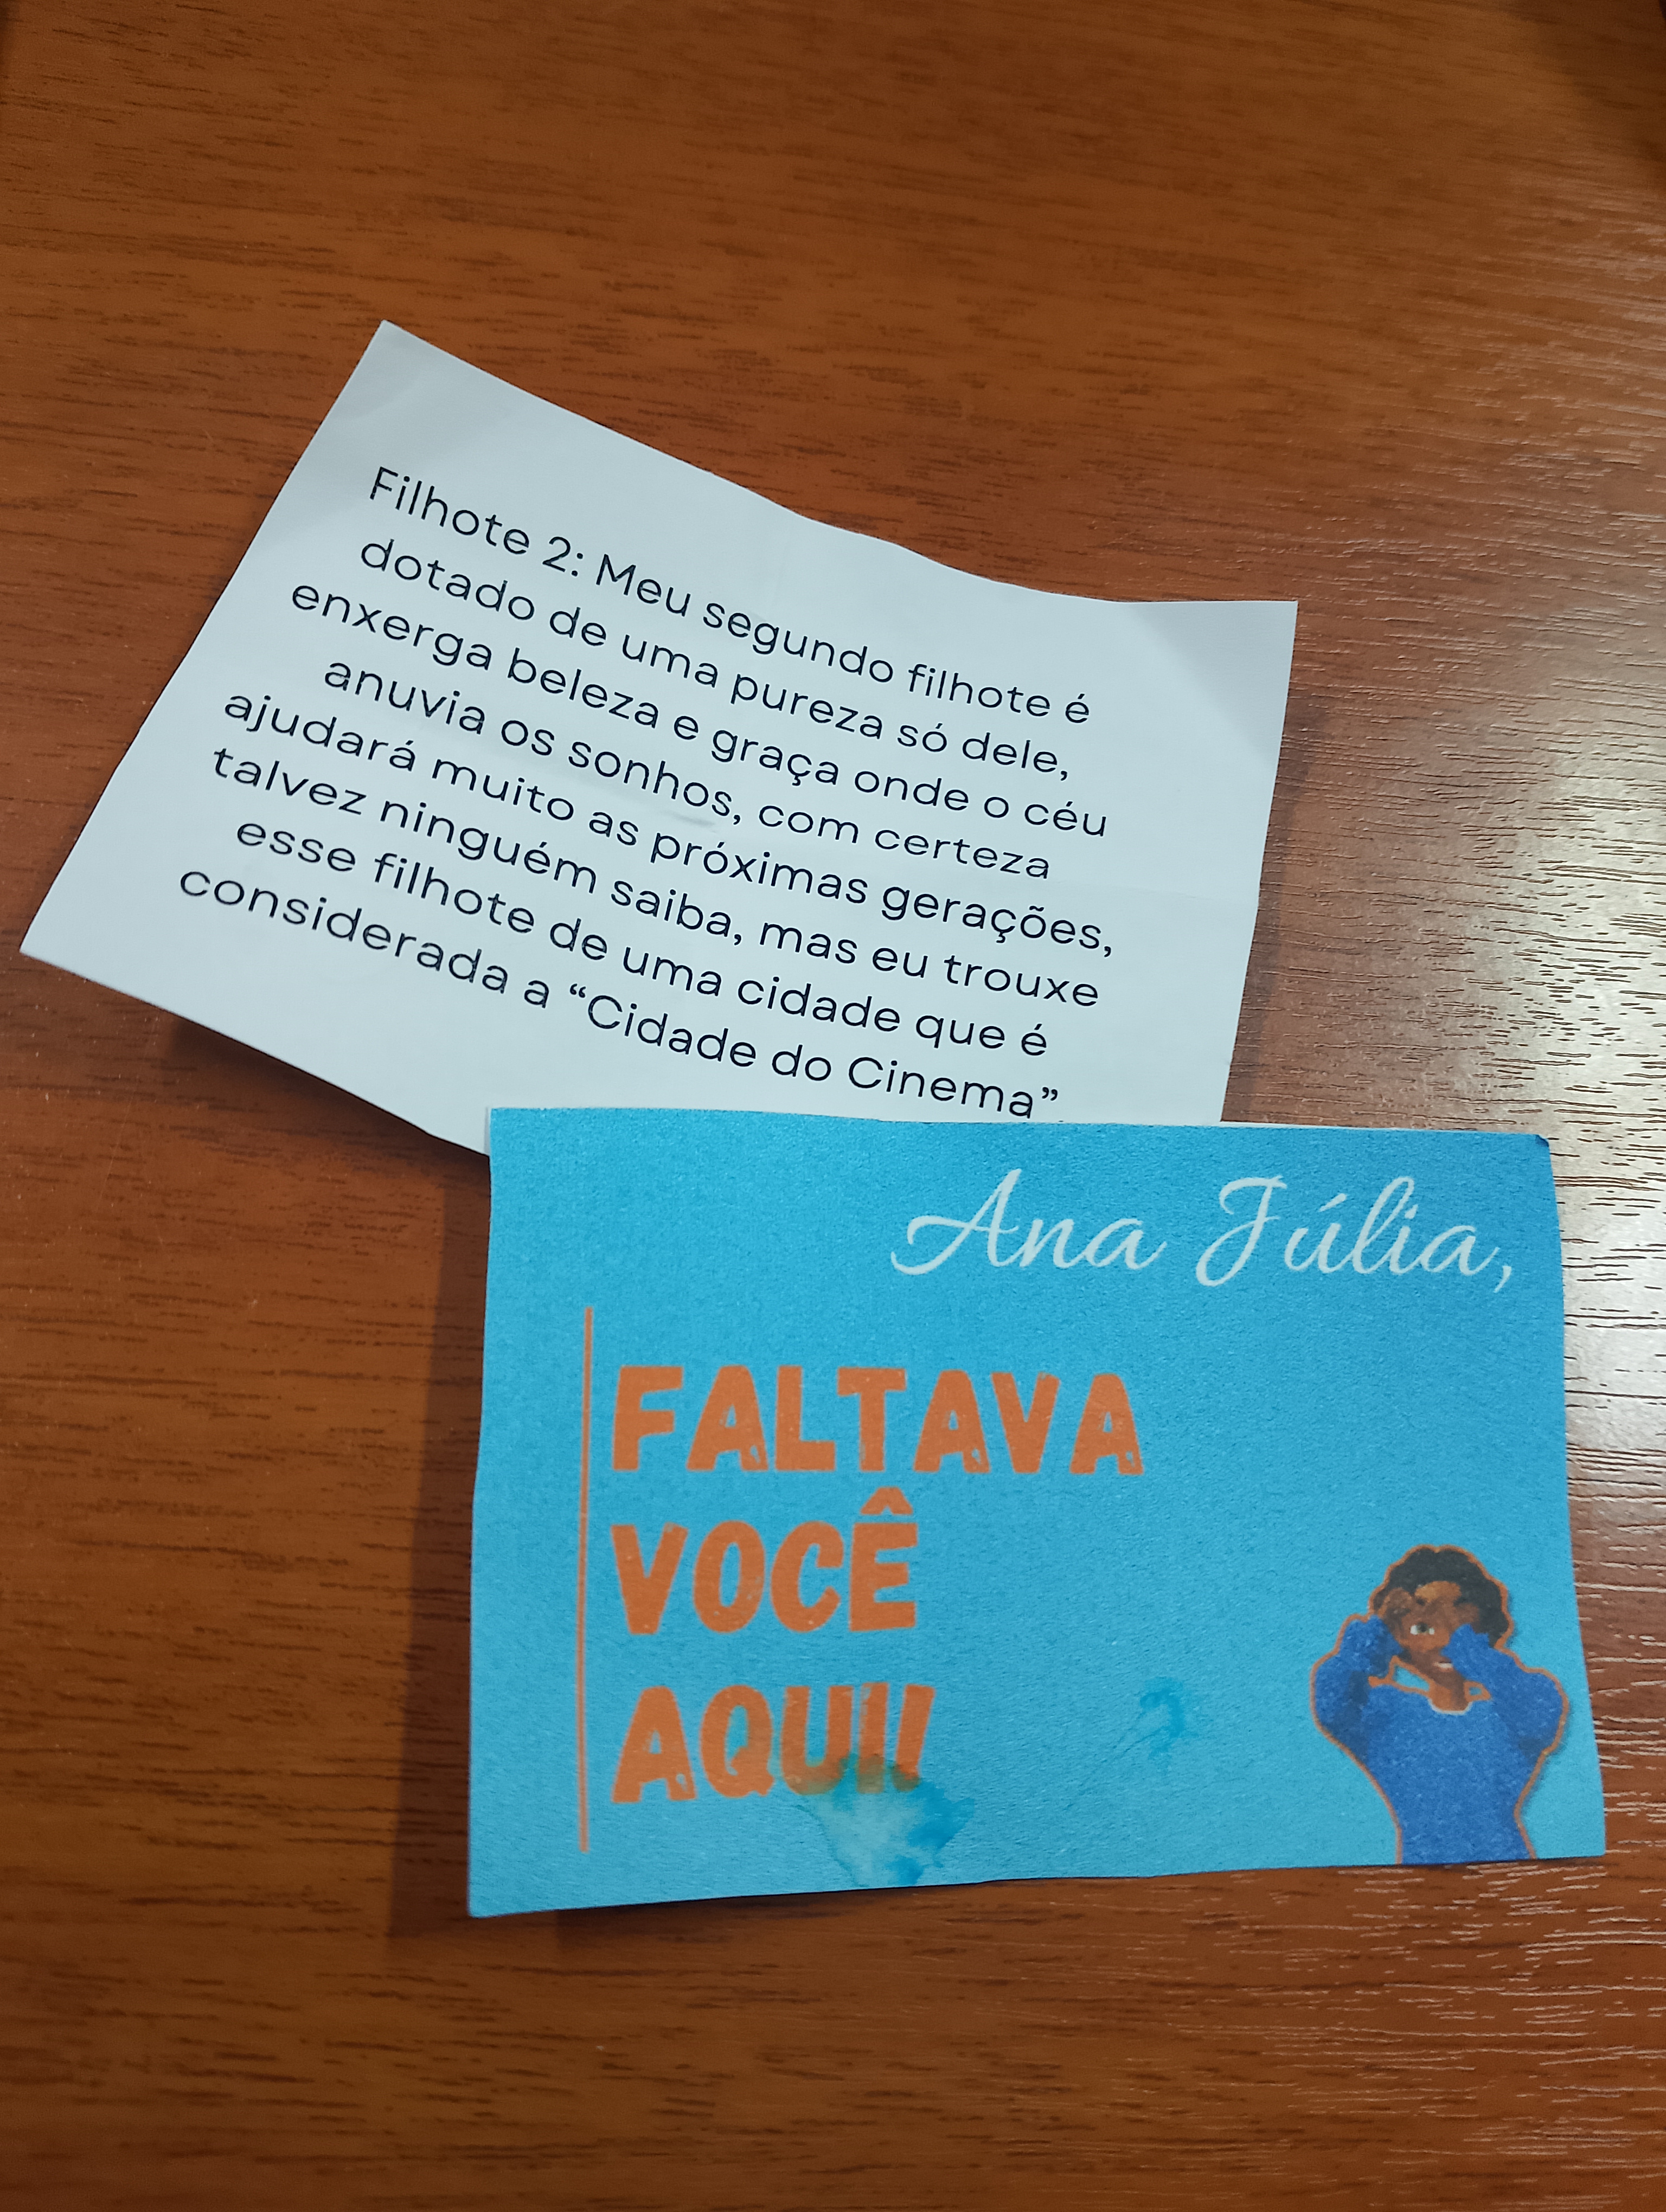 Filhote 2: Meu segundo filhote é
dotado de uma pureza só dele,
enxerga beleza e graça onde o céu
anuvia os sonhos, com certeza
ajudará muito as próximas gerações,
talvez ninguém saiba, mas eu trouxe
esse filhote de uma cidade que é
considerada a “Cidade do Cinema”
Ana Júlia,
FALTAVA
VOCÊ
AQUI!